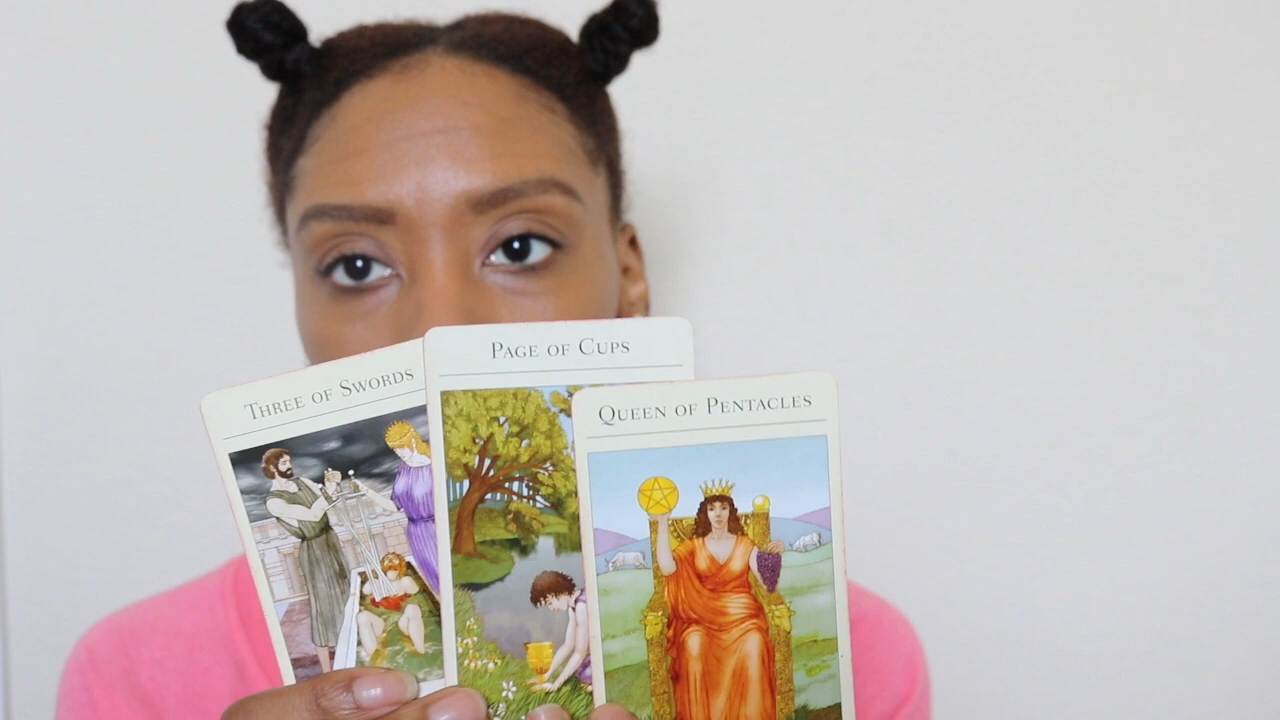 THREE OF SWORDS
PAGE OF CUPS
QUEEN OF PENTACLES